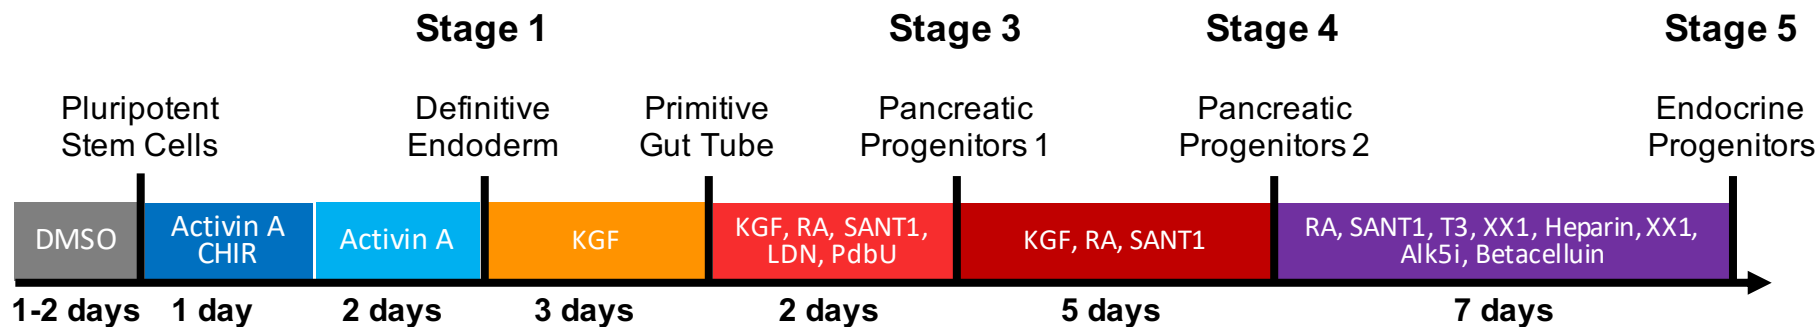 Stage 1
Stage 3
Stage 4
Stage 5
Pluripotent
Stem Cells
Definitive
Endoderm
Primitive
Gut Tube
Pancreatic
Progenitors 1
Pancreatic
Progenitors 2
Endocrine
Progenitors
DMSO
Activin A
CHIR
Activin A
KGF
KGF, RA, SANT1,
LDN, PdbU
KGF, RA, SANT1
RA, SANT1, T3, XX1, Heparin, XX1,
Alk5i, Betacelluin
1-2 days
1 day
2 days
3 days
2 days
5 days
7 days